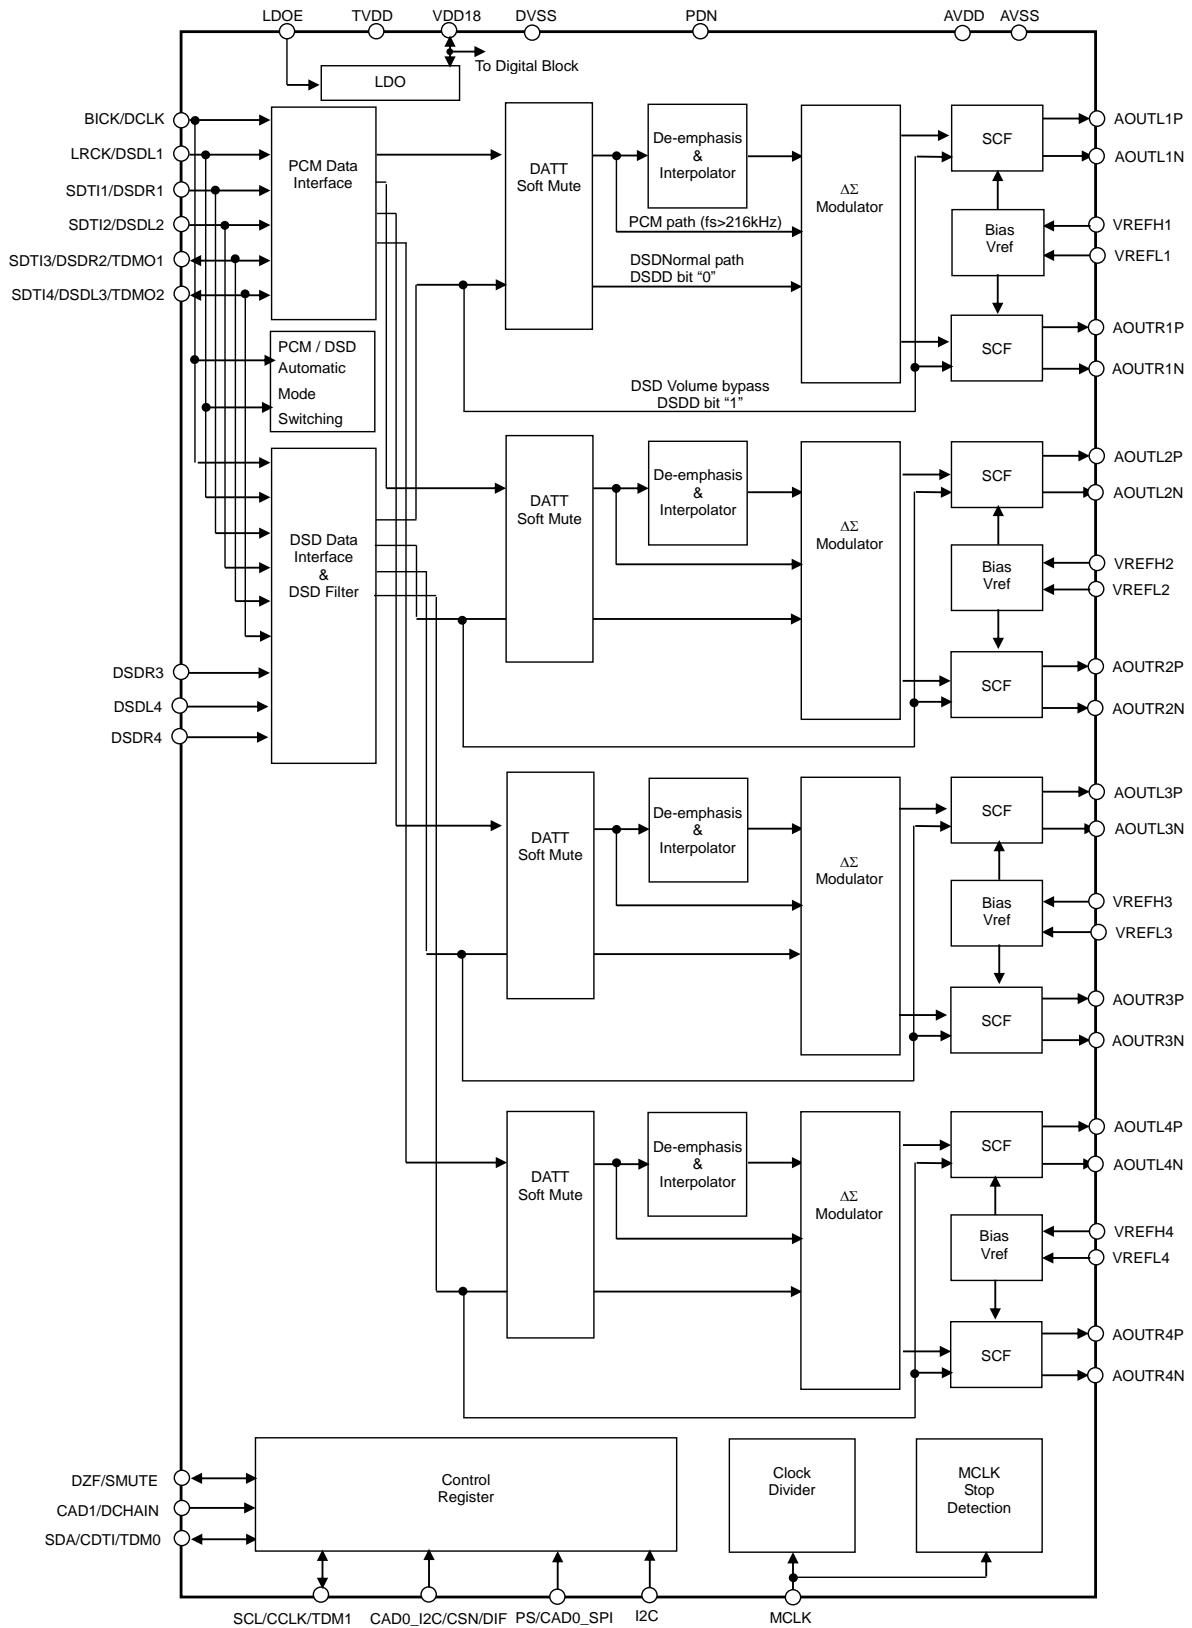 LDOE
TVDD
VDD18
DVSS
PDN
AVDD
AVSS
To Digital Block
LDO
BICK/DCLK
LRCK/DSDL1
SDTI1/DSDR1
SDTI2/DSDL2
SDTI3/DSDR2/TDMO1
SDTI4/DSDL3/TDMO2
DSDR3
DSDL4
DSDR4
PCM Data
Interface
PCM / DSD
Automatic
Mode
Switching
DSD Data
Interface
&
DSD Filter
DATT
Soft Mute
De-emphasis
&
Interpolator
PCM path (fs>216kHz)
DSDNormal path
DSDD bit “0”
DSD Volume bypass
DSDD bit “1”
ΔΣ
Modulator
SCF
Bias
Vref
SCF
AOUTL1P
AOUTL1N
VREFH1
VREFL1
AOUTR1P
AOUTR1N
DATT
Soft Mute
De-emphasis
&
Interpolator
ΔΣ
Modulator
SCF
Bias
Vref
SCF
AOUTL2P
AOUTL2N
VREFH2
VREFL2
AOUTR2P
AOUTR2N
DATT
Soft Mute
De-emphasis
&
Interpolator
ΔΣ
Modulator
SCF
Bias
Vref
SCF
AOUTL3P
AOUTL3N
VREFH3
VREFL3
AOUTR3P
AOUTR3N
DATT
Soft Mute
De-emphasis
&
Interpolator
ΔΣ
Modulator
SCF
Bias
Vref
SCF
AOUTL4P
AOUTL4N
VREFH4
VREFL4
AOUTR4P
AOUTR4N
DZF/SMUTE
CAD1/DCHAIN
SDA/CDTI/TDM0
Control
Register
Clock
Divider
MCLK
Stop
Detection
SCL/CCLK/TDM1
CAD0_I2C/CSN/DIF
PS/CAD0_SPI
I2C
MCLK